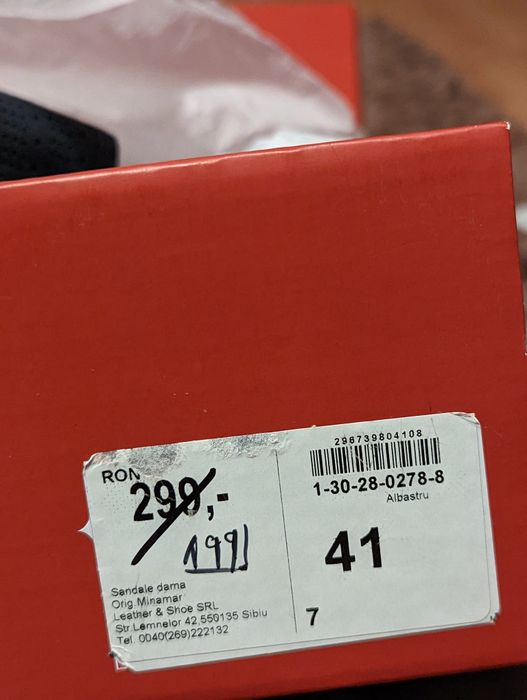 RON
299,-
199
Sandale dama
Orig.Minamar
Leather & Shoe SRL
Str.Lemnelor 42,550135 Sibiu
Tel. 0040(269)222132
296739804108
1-30-28-0278-8
Albastru
41
7